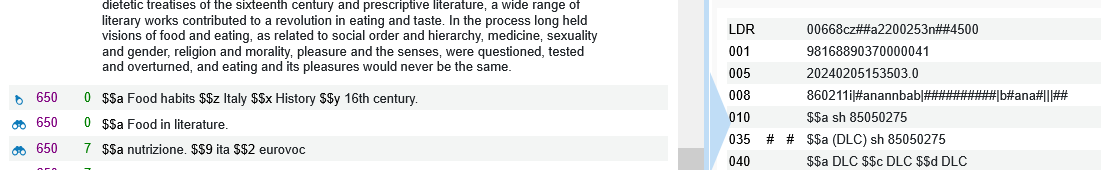 dietetic treatises of the sixteenth century and prescriptive literature, a wide range of
literary works contributed to a revolution in eating and taste. In the process long held
visions of food and eating, as related to social order and hierarchy, medicine, sexuality
and gender, religion and morality, pleasure and the senses, were questioned, tested
and overturned, and eating and its pleasures would never be the same.
650 0 $$a Food habits $$z Italy $$x History $$y 16th century.
650 0 $$a Food in literature.
650 7 $$a nutrizione. $$9 ita $$2 eurovoc
LDR 00668cz##a2200253n##4500
001 98168890370000041
005 20240205153503.0
008 860211i|#anannbab|##########|b#ana#|||##
010 $$a sh 85050275
035 # # $$a (DLC) sh 85050275
040 $$a DLC $$c DLC $$d DLC